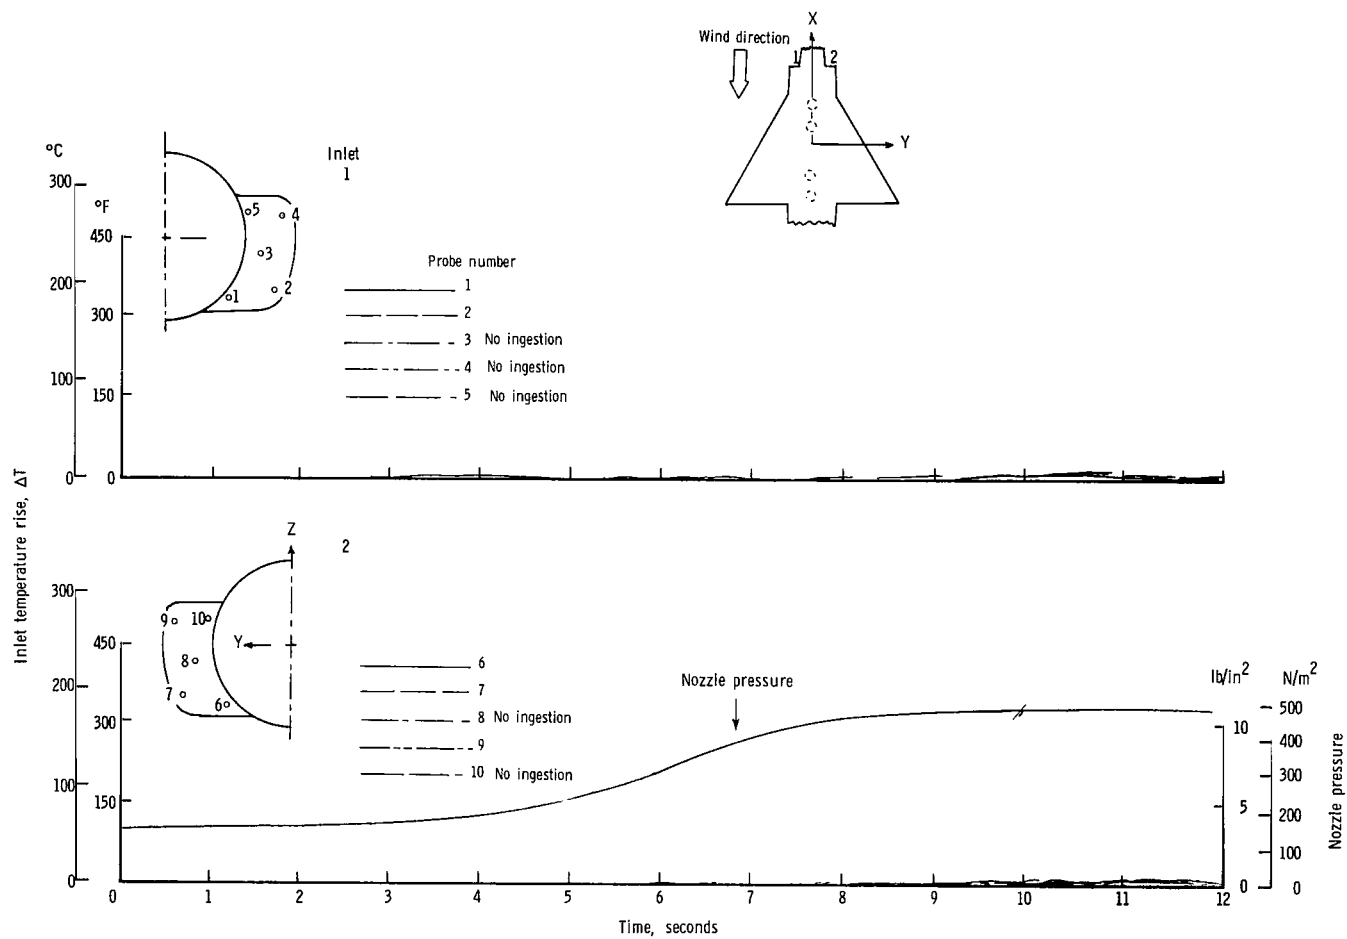 X
Wind direction
1 2
Y
°C
Inlet
1
300
°F
5 4
450
3
Probe number
200
1 2
1
300
2
3 No ingestion
100
4 No ingestion
150
5 No ingestion
0
0
Inlet temperature rise, ΔT
Z
2
300
9 10
450
Y
8
6
7
6
200
7
Nozzle pressure
lb/in²
N/m²
300
8 No ingestion
500
10
9
400
10 No ingestion
300
100
150
5
200
100
Nozzle pressure
0
0
0
0 1 2 3 4 5 6 7 8 9 10 11 12
Time, seconds